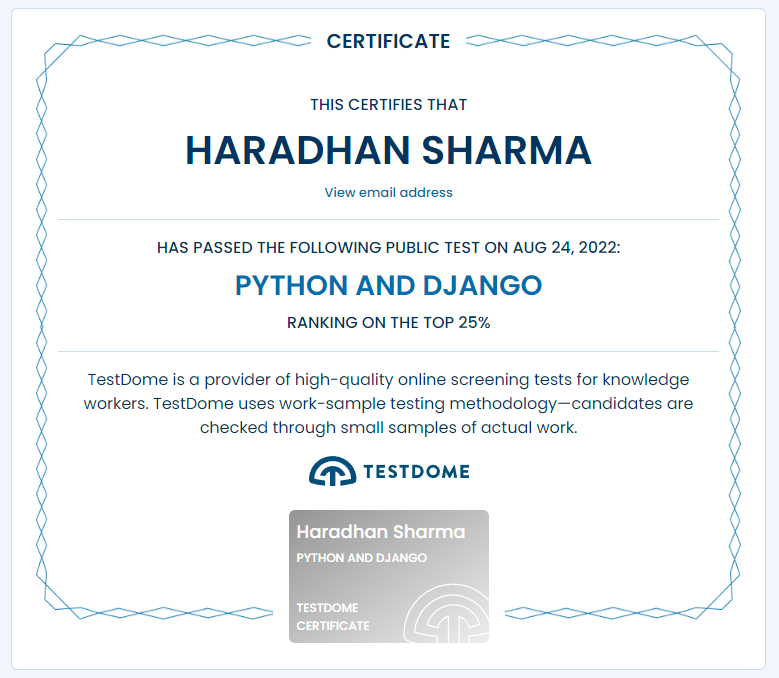 CERTIFICATE
THIS CERTIFIES THAT
HARADHAN SHARMA
View email address
HAS PASSED THE FOLLOWING PUBLIC TEST ON AUG 24, 2022:
PYTHON AND DJANGO
RANKING ON THE TOP 25%
TestDome is a provider of high-quality online screening tests for knowledge
workers. TestDome uses work-sample testing methodology—candidates are
checked through small samples of actual work.
TESTDOME
Haradhan Sharma
PYTHON AND DJANGO
TESTDOME
CERTIFICATE